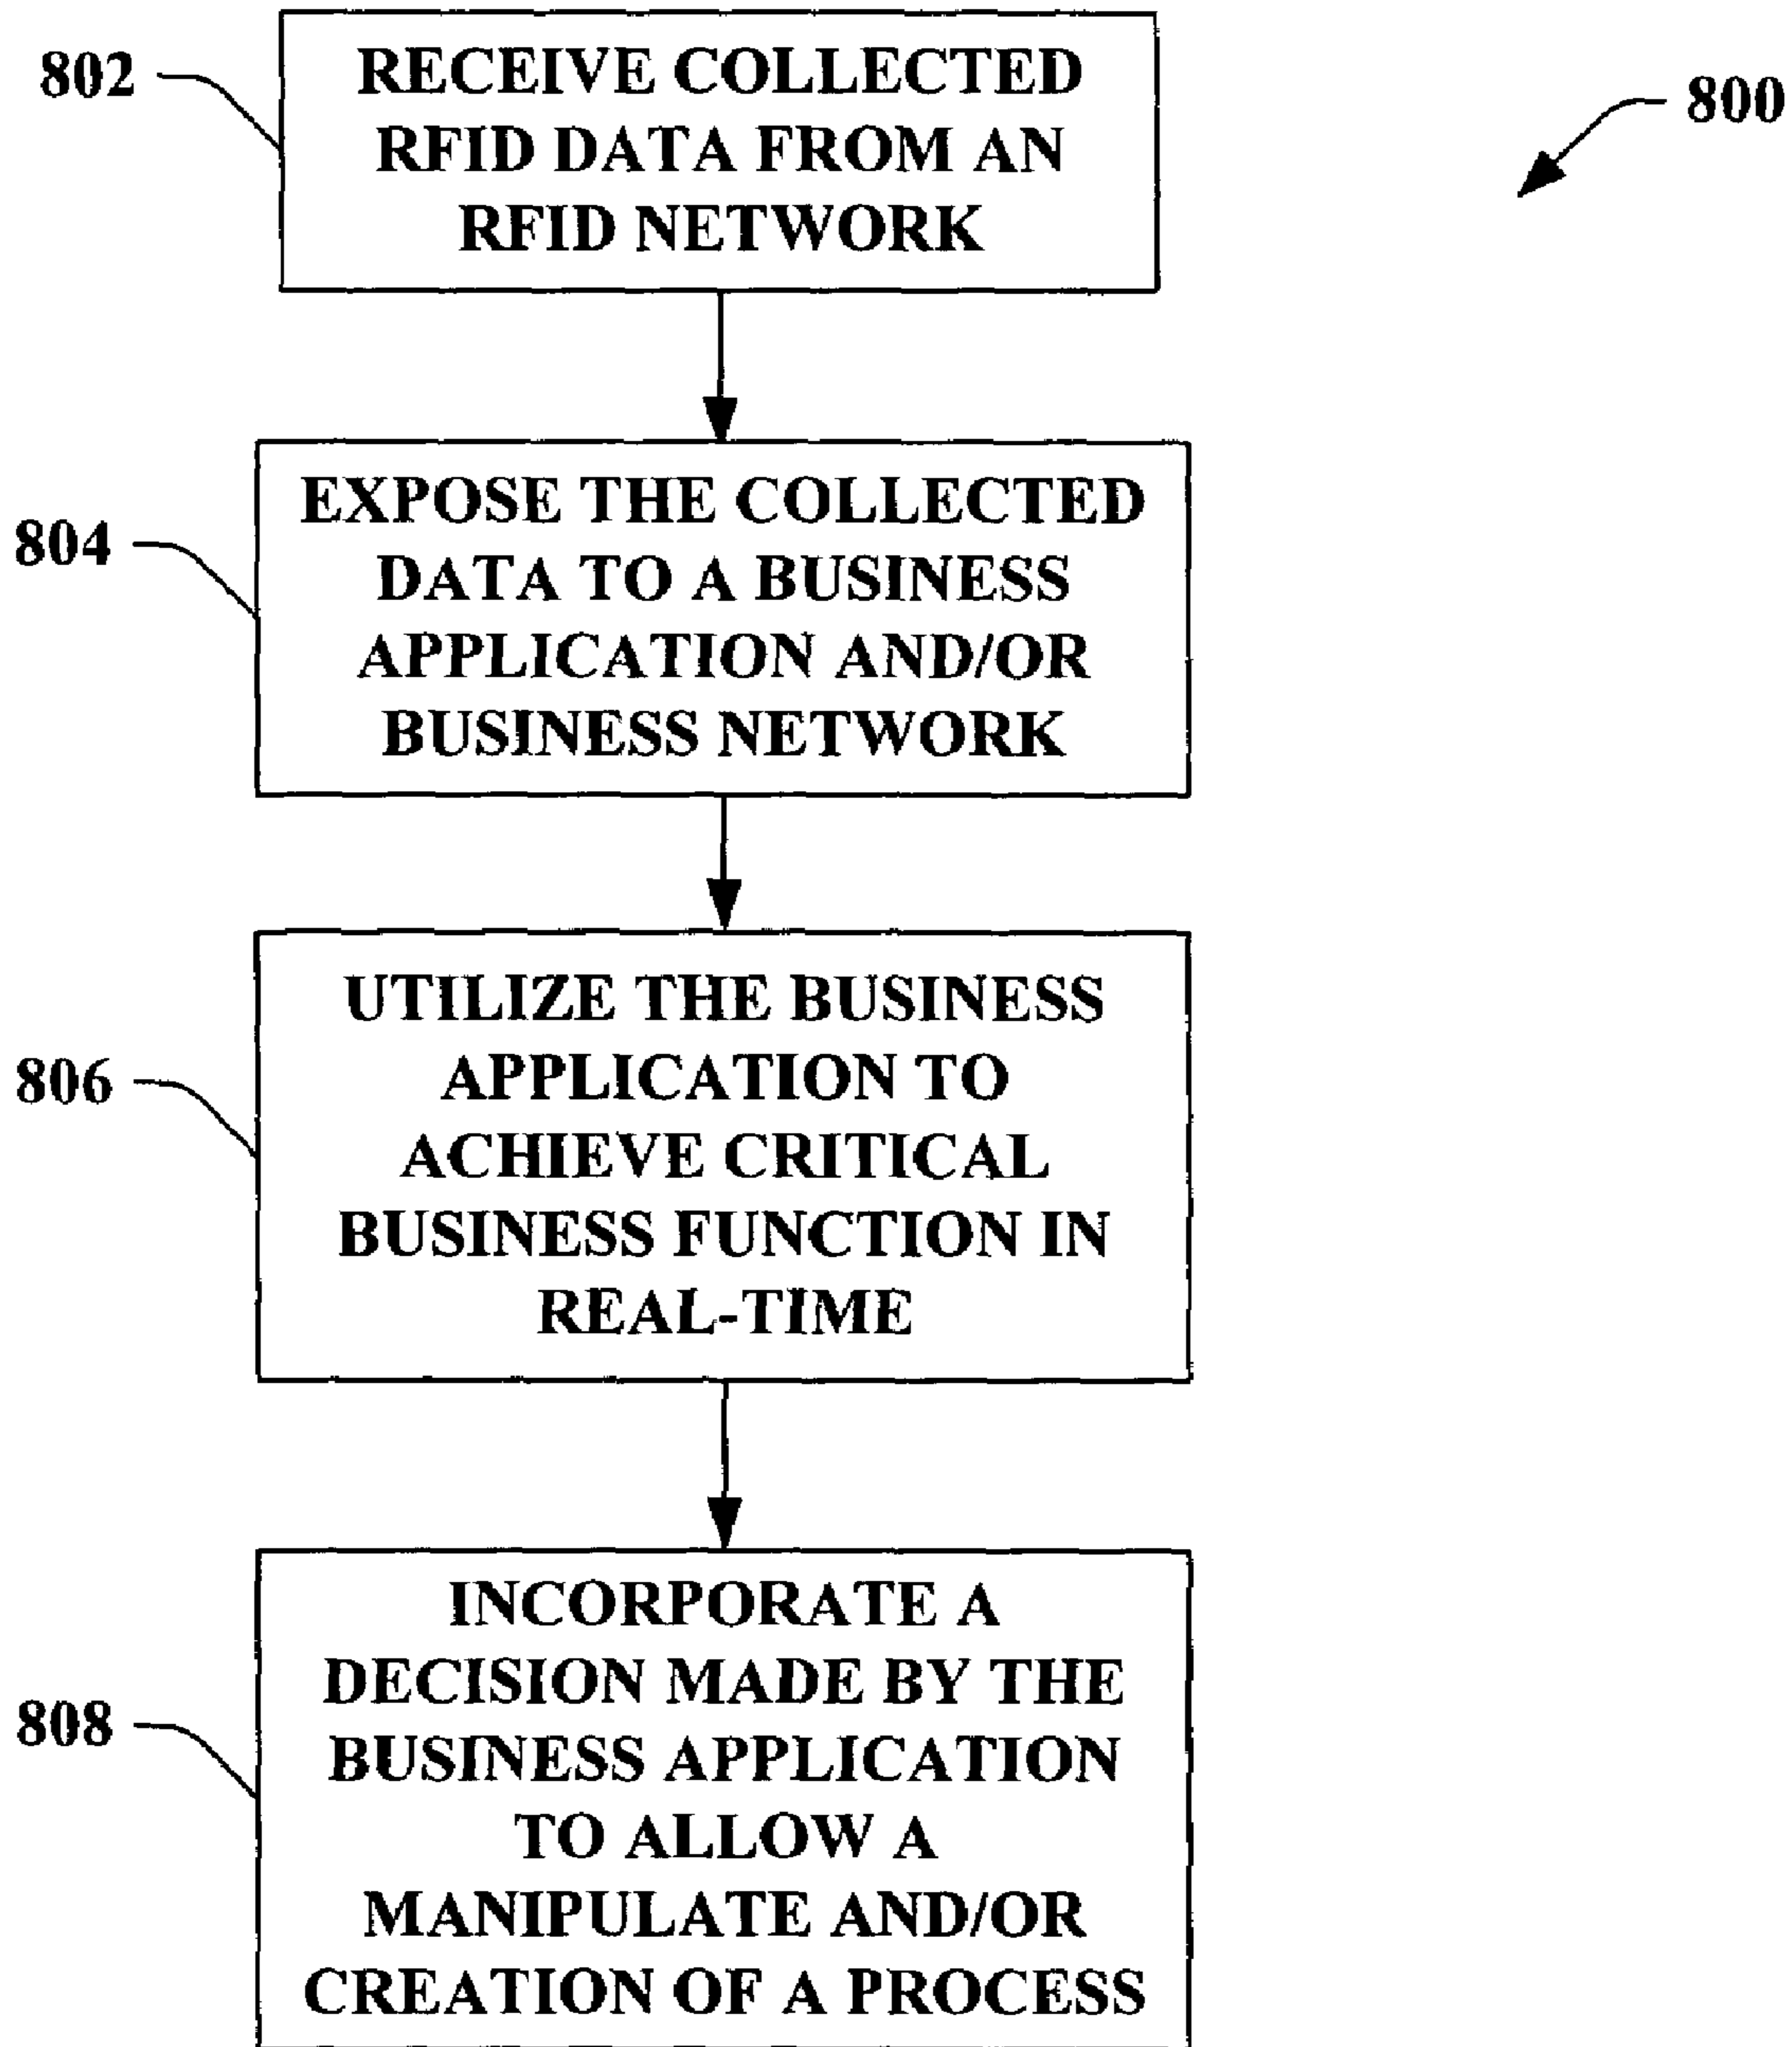 802
RECEIVE COLLECTED
RFID DATA FROM AN
RFID NETWORK
800
804
EXPOSE THE COLLECTED
DATA TO A BUSINESS
APPLICATION AND/OR
BUSINESS NETWORK
806
UTILIZE THE BUSINESS
APPLICATION TO
ACHIEVE CRITICAL
BUSINESS FUNCTION IN
REAL-TIME
808
INCORPORATE A
DECISION MADE BY THE
BUSINESS APPLICATION
TO ALLOW A
MANIPULATE AND/OR
CREATION OF A PROCESS